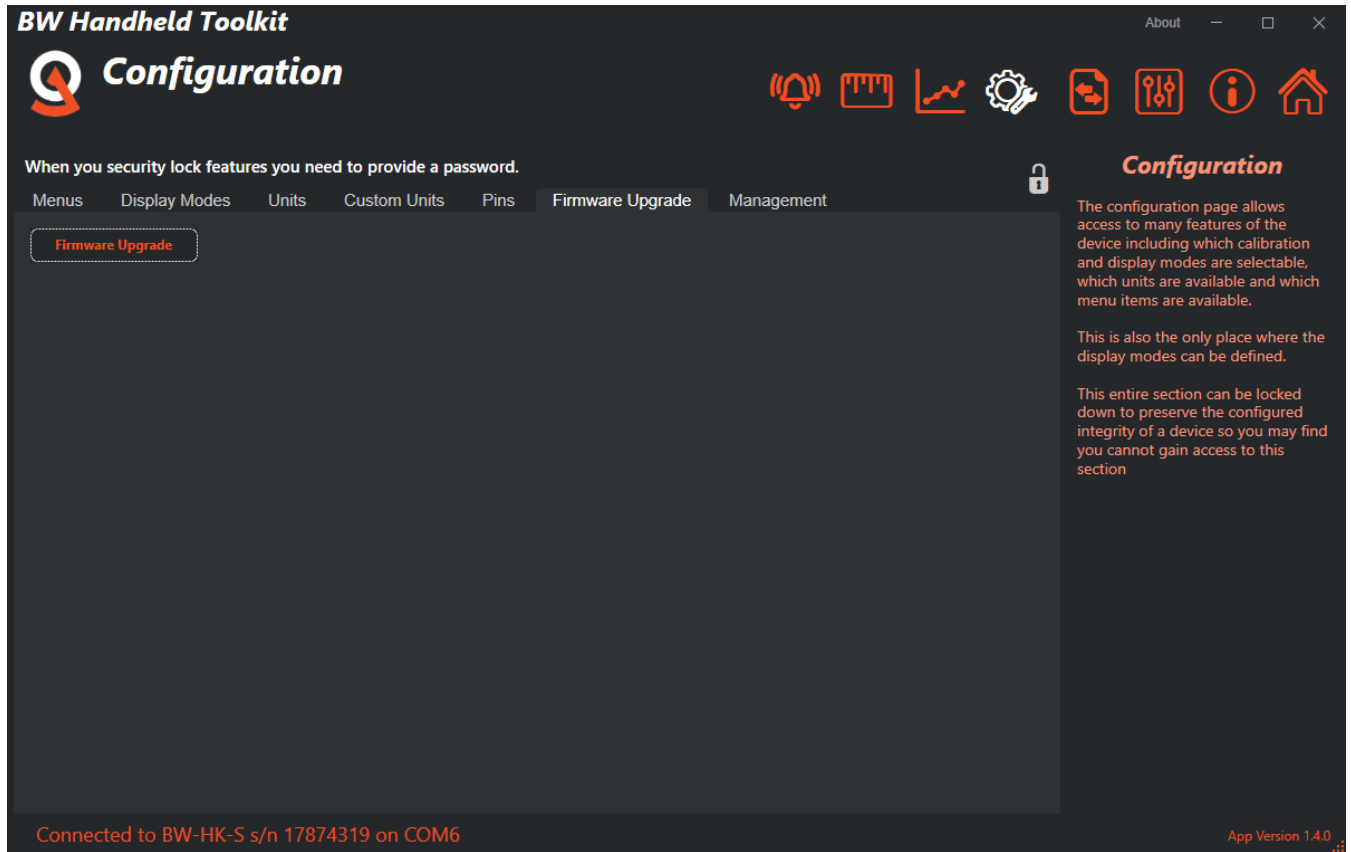 BW Handheld Toolkit
About
Configuration
When you security lock features you need to provide a password.
Menus Display Modes Units Custom Units Pins Firmware Upgrade Management
Firmware Upgrade
Configuration
The configuration page allows
access to many features of the
device including which calibration
and display modes are selectable,
which units are available and which
menu items are available.
This is also the only place where the
display modes can be defined.
This entire section can be locked
down to preserve the configured
integrity of a device so you may find
you cannot gain access to this
section
Connected to BW-HK-S s/n 17874319 on COM6
App Version 1.4.0